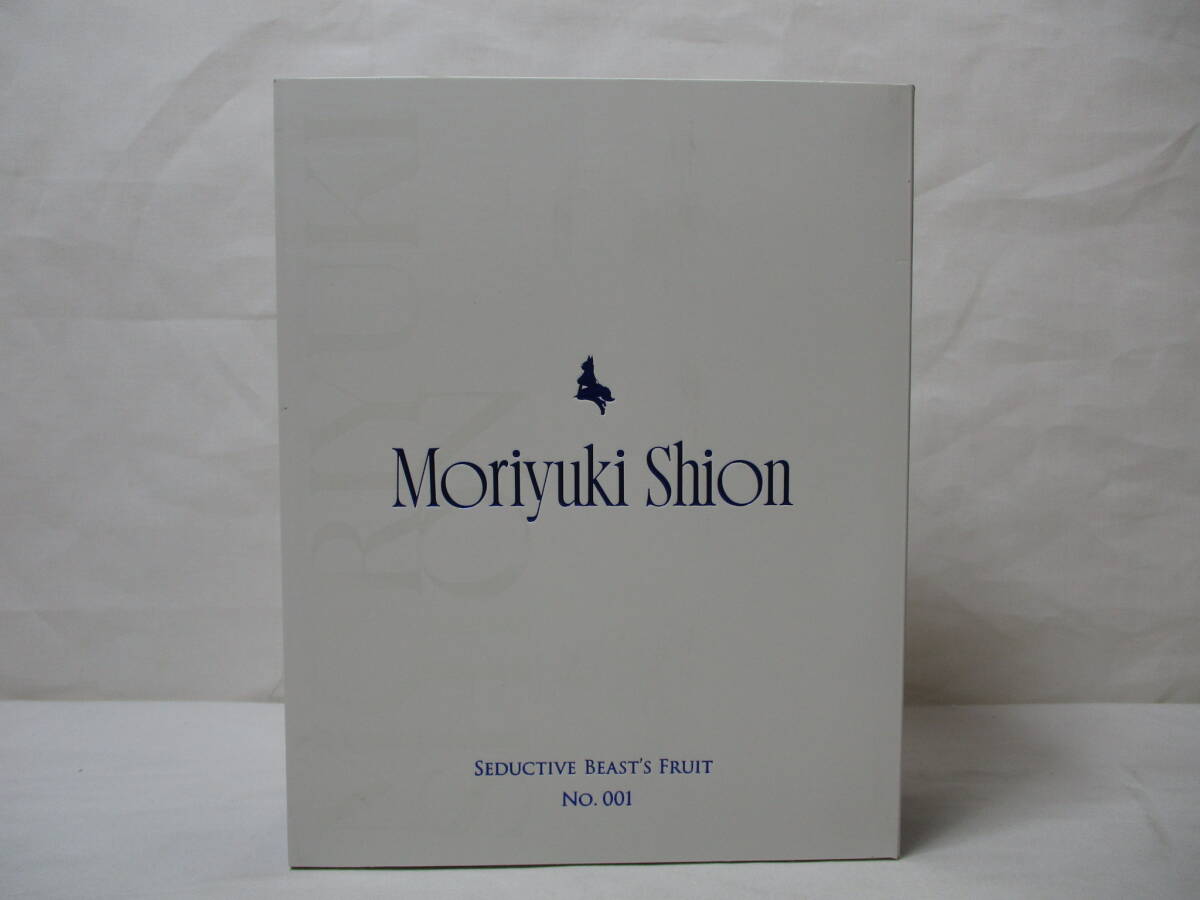 Moriyuki Shion
SEDUCTIVE BEAST'S FRUIT
No. 001